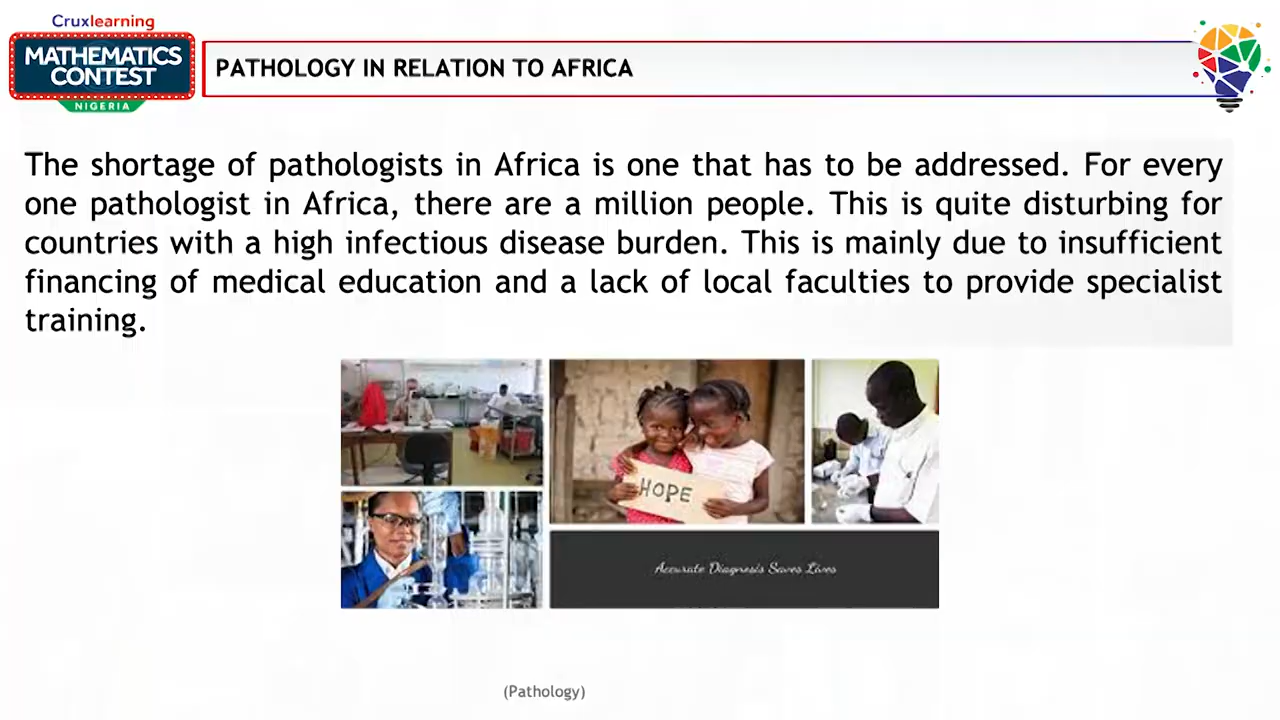 Cruxlearning
MATHEMATICS
CONTEST
NIGERIA
PATHOLOGY IN RELATION TO AFRICA
The shortage of pathologists in Africa is one that has to be addressed. For every
one pathologist in Africa, there are a million people. This is quite disturbing for
countries with a high infectious disease burden. This is mainly due to insufficient
financing of medical education and a lack of local faculties to provide specialist
training.
HOPE
Accurate Diagnosis Saves Lives
(Pathology)